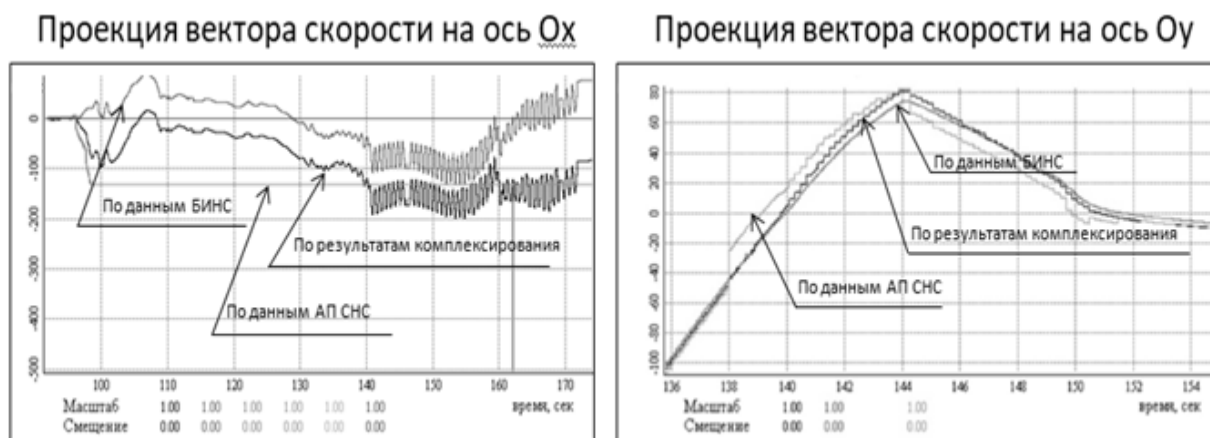 Проекция вектора скорости на ось Ox
0
-100
-200
-300
-400
-500
По данным БИНС
По результатам комплексирования
По данным АП СНС
100 110 120 130 140 150 160 170
Масштаб 1.00 1.00 1.00 1.00 1.00 1.00 время, сек
Смещение 0.00 0.00 0.00 0.00 0.00 0.00
Проекция вектора скорости на ось Oy
80
60
40
20
0
-20
-40
-60
-80
-100
По данным БИНС
По результатам комплексирования
По данным АП СНС
136 138 140 142 144 146 148 150 152 154
Масштаб 1.00 1.00 1.00 время, сек
Смещение 0.00 0.00 0.00